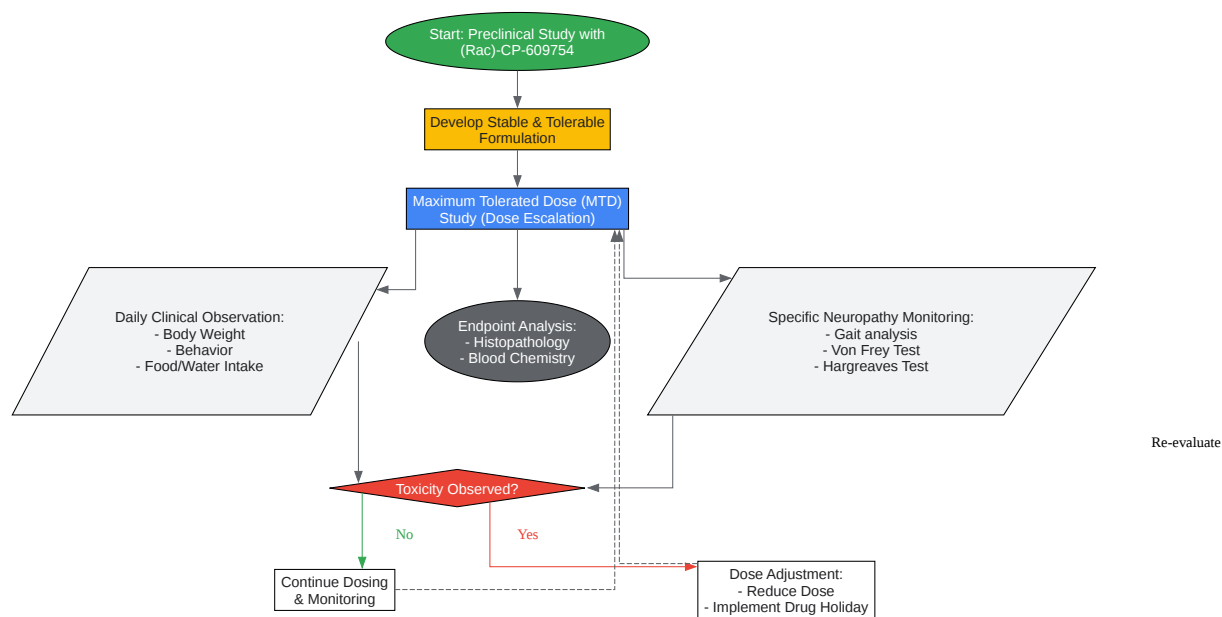 Start: Preclinical Study with
(Rac)-CP-609754
Develop Stable & Tolerable
Formulation
Maximum Tolerated Dose (MTD)
Study (Dose Escalation)
Daily Clinical Observation:
- Body Weight
- Behavior
- Food/Water Intake
Endpoint Analysis:
- Histopathology
- Blood Chemistry
Specific Neuropathy Monitoring:
- Gait analysis
- Von Frey Test
- Hargreaves Test
Re-evaluate
Toxicity Observed?
No
Yes
Continue Dosing
& Monitoring
Dose Adjustment:
- Reduce Dose
- Implement Drug Holiday